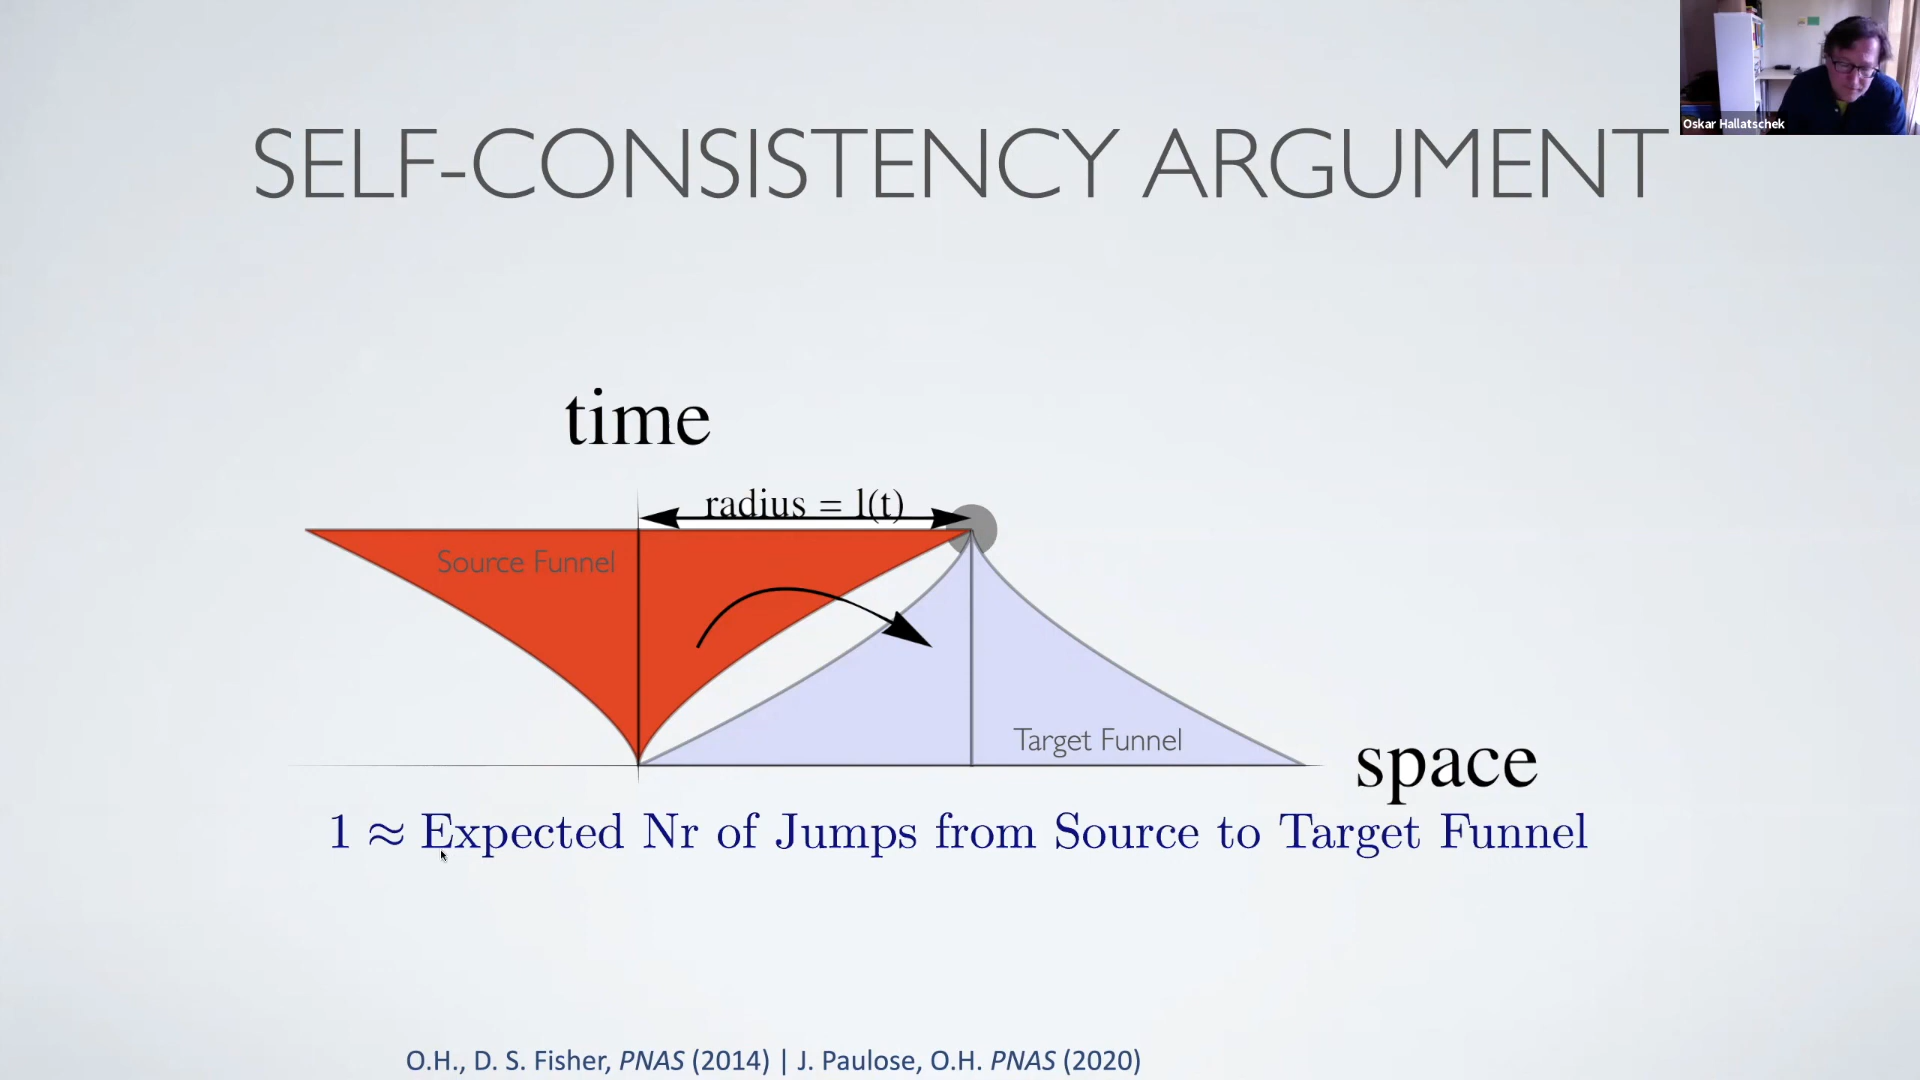 Oskar Hallatschek
SELF-CONSISTENCY ARGUMENT
time
radius = l(t)
Source Funnel
Target Funnel
space
1 ≈ Expected Nr of Jumps from Source to Target Funnel
O.H., D. S. Fisher, PNAS (2014) | J. Paulose, O.H. PNAS (2020)